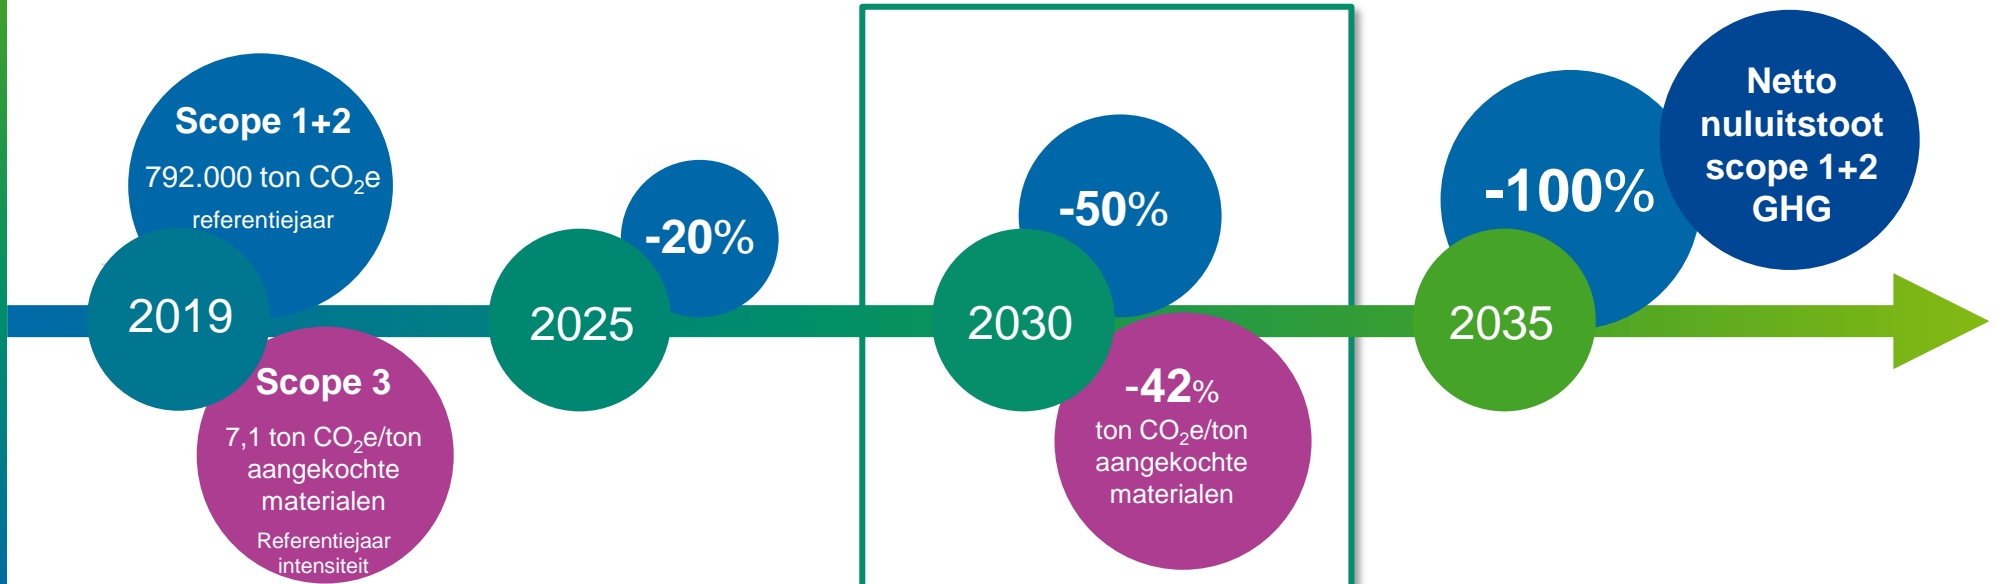 Scope 1+2
792.000 ton CO₂e
referentiejaar
2019
Scope 3
7,1 ton CO₂e/ton
aangekochte
materialen
Referentiejaar
intensiteit
-20%
2025
-50%
2030
-42%
ton CO₂e/ton
aangekochte
materialen
-100%
2035
Netto
nuluitstoot
scope 1+2
GHG